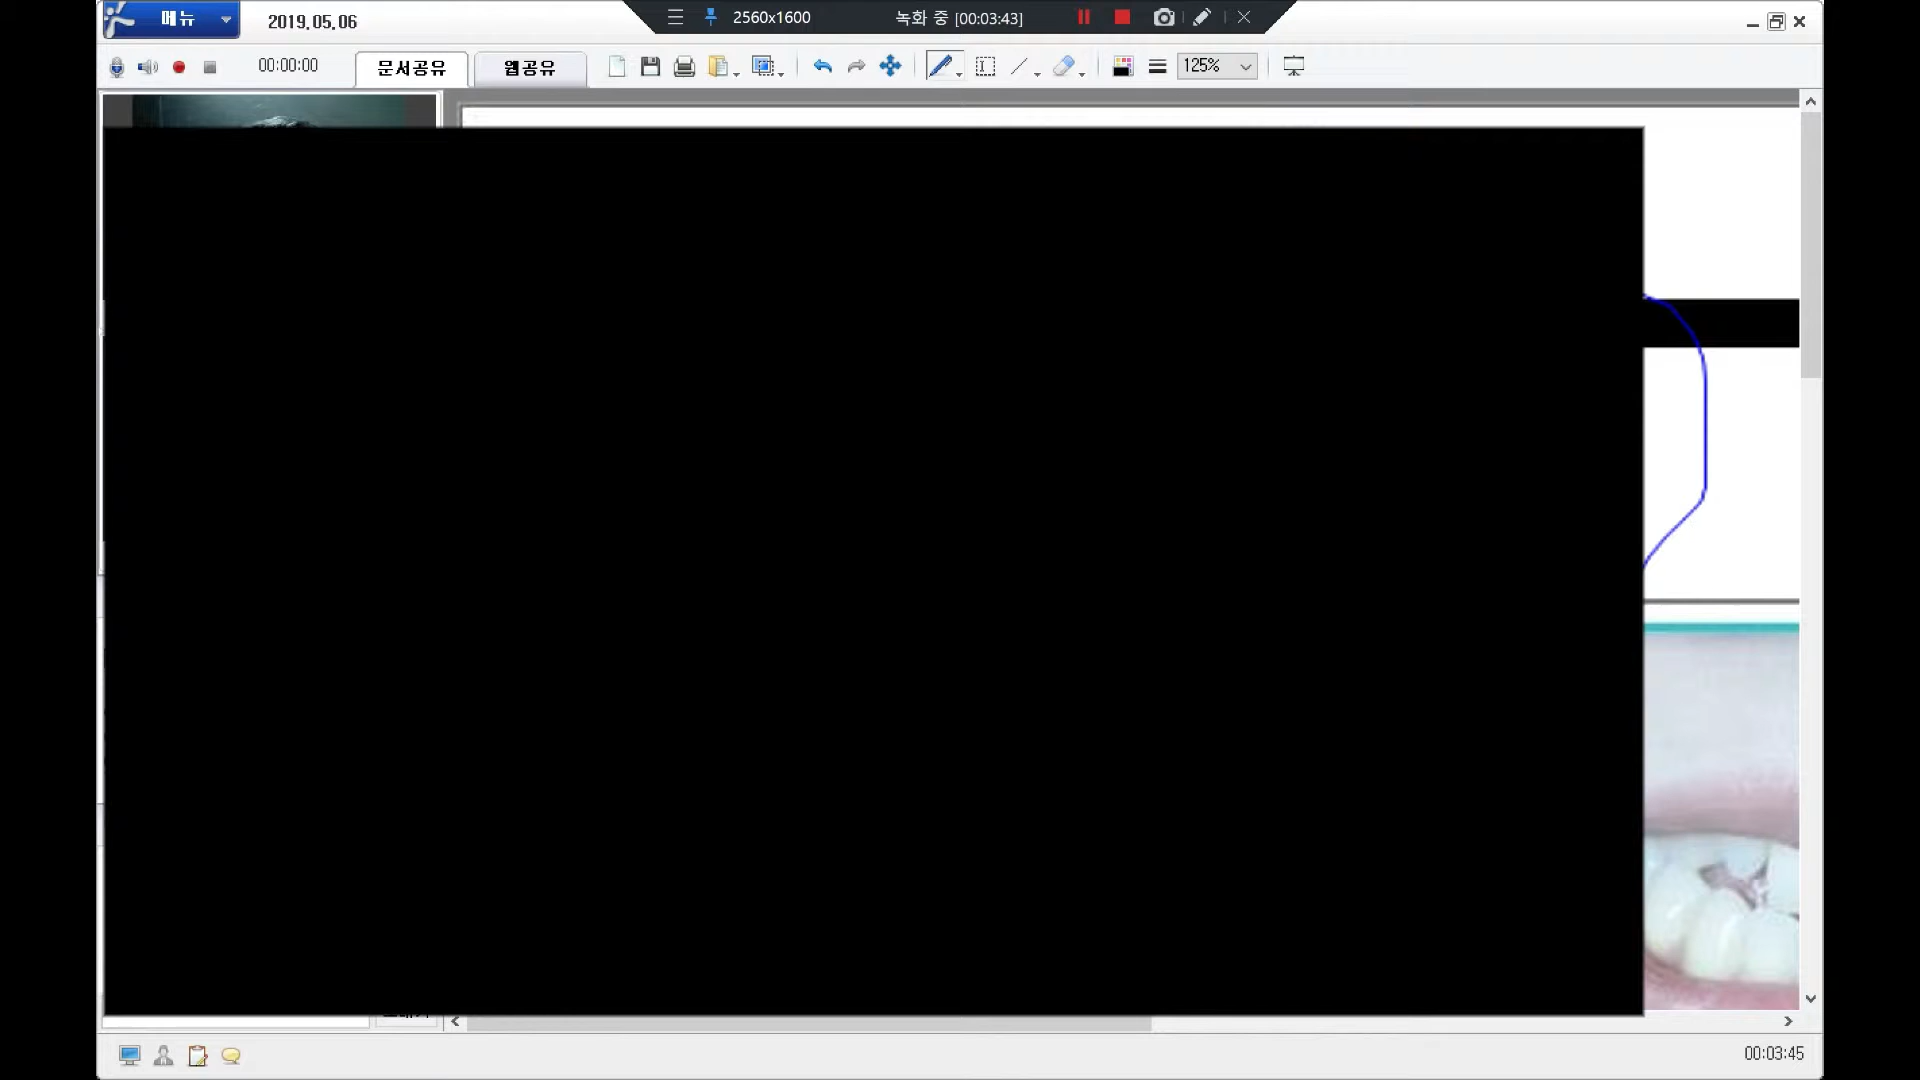 메뉴
2019.05.06
2560x1600
녹화 중 [00:03:43]
00:00:00
문서공유
웹공유
125%
00:03:45